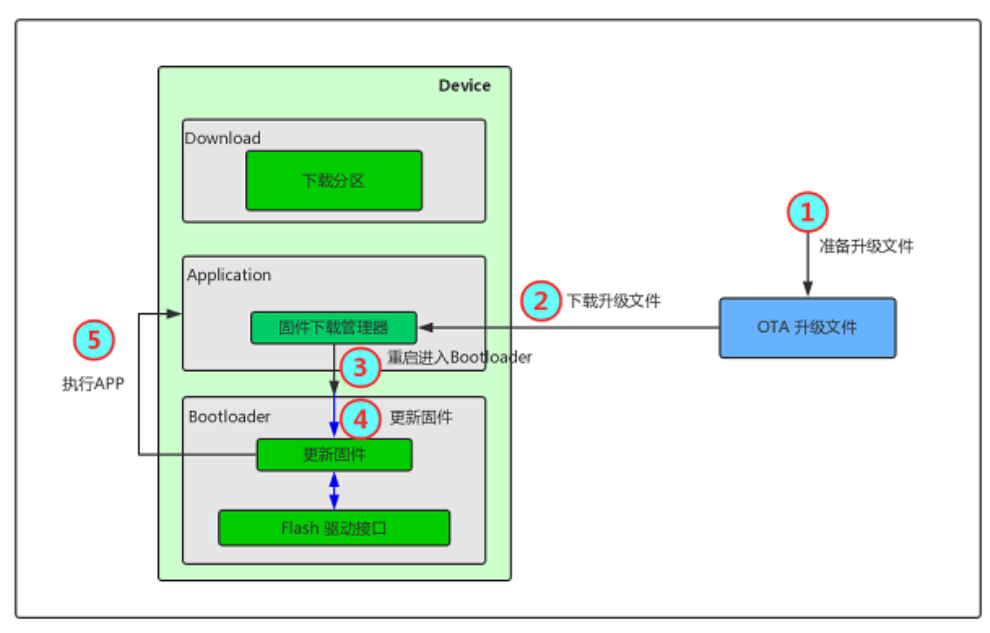 Device
Download
下载分区
1
准备升级文件
Application
2
下载升级文件
固件下载管理器
OTA 升级文件
5
3
重启进入Bootloader
执行APP
Bootloader
4
更新固件
更新固件
Flash 驱动接口